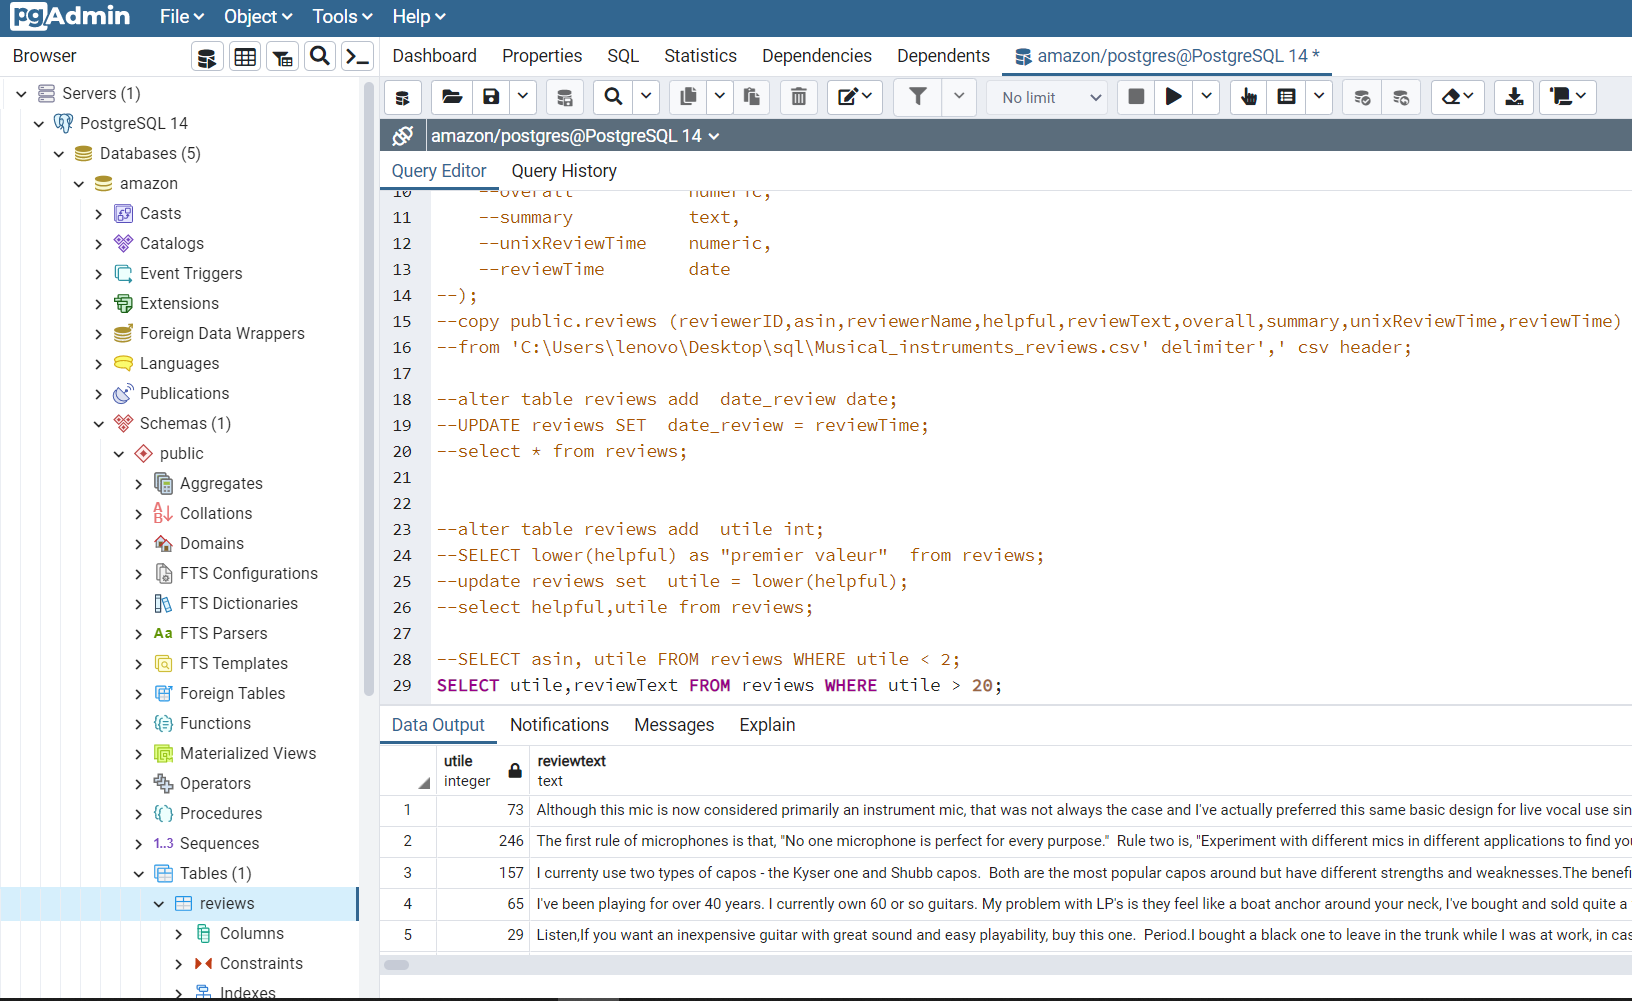 pgAdmin File Object Tools Help
Browser
Dashboard Properties SQL Statistics Dependencies Dependents amazon/postgres@PostgreSQL 14 *
Servers (1)
PostgreSQL 14
Databases (5)
amazon
Casts
Catalogs
Event Triggers
Extensions
Foreign Data Wrappers
Languages
Publications
Schemas (1)
public
Aggregates
Collations
Domains
FTS Configurations
FTS Dictionaries
Aa FTS Parsers
FTS Templates
Foreign Tables
Functions
Materialized Views
Operators
Procedures
1..3 Sequences
Tables (1)
reviews
Columns
Constraints
Indexes
No limit
amazon/postgres@PostgreSQL 14
Query Editor Query History
10 --overall numeric,
11 --summary text,
12 --unixReviewTime numeric,
13 --reviewTime date
14 --);
15 --copy public.reviews (reviewerID,asin,reviewerName,helpful,reviewText,overall,summary,unixReviewTime,reviewTime)
16 --from 'C:\Users\lenovo\Desktop\sql\Musical_instruments_reviews.csv' delimiter',' csv header;
17
18 --alter table reviews add  date_review date;
19 --UPDATE reviews SET  date_review = reviewTime;
20 --select * from reviews;
21
22
23 --alter table reviews add  utile int;
24 --SELECT lower(helpful) as "premier valeur"  from reviews;
25 --update reviews set  utile = lower(helpful);
26 --select helpful,utile from reviews;
27
28 --SELECT asin, utile FROM reviews WHERE utile < 2;
29 SELECT utile,reviewText FROM reviews WHERE utile > 20;
Data Output Notifications Messages Explain
utile reviewtext
integer text
1 73 Although this mic is now considered primarily an instrument mic, that was not always the case and I've actually preferred this same basic design for live vocal use sin
2 246 The first rule of microphones is that, "No one microphone is perfect for every purpose."  Rule two is, "Experiment with different mics in different applications to find you
3 157 I currenty use two types of capos - the Kyser one and Shubb capos.  Both are the most popular capos around but have different strengths and weaknesses.The benefi
4 65 I've been playing for over 40 years. I currently own 60 or so guitars. My problem with LP's is they feel like a boat anchor around your neck, I've bought and sold quite a
5 29 Listen,If you want an inexpensive guitar with great sound and easy playability, buy this one.  Period.I bought a black one to leave in the trunk while I was at work, in cas